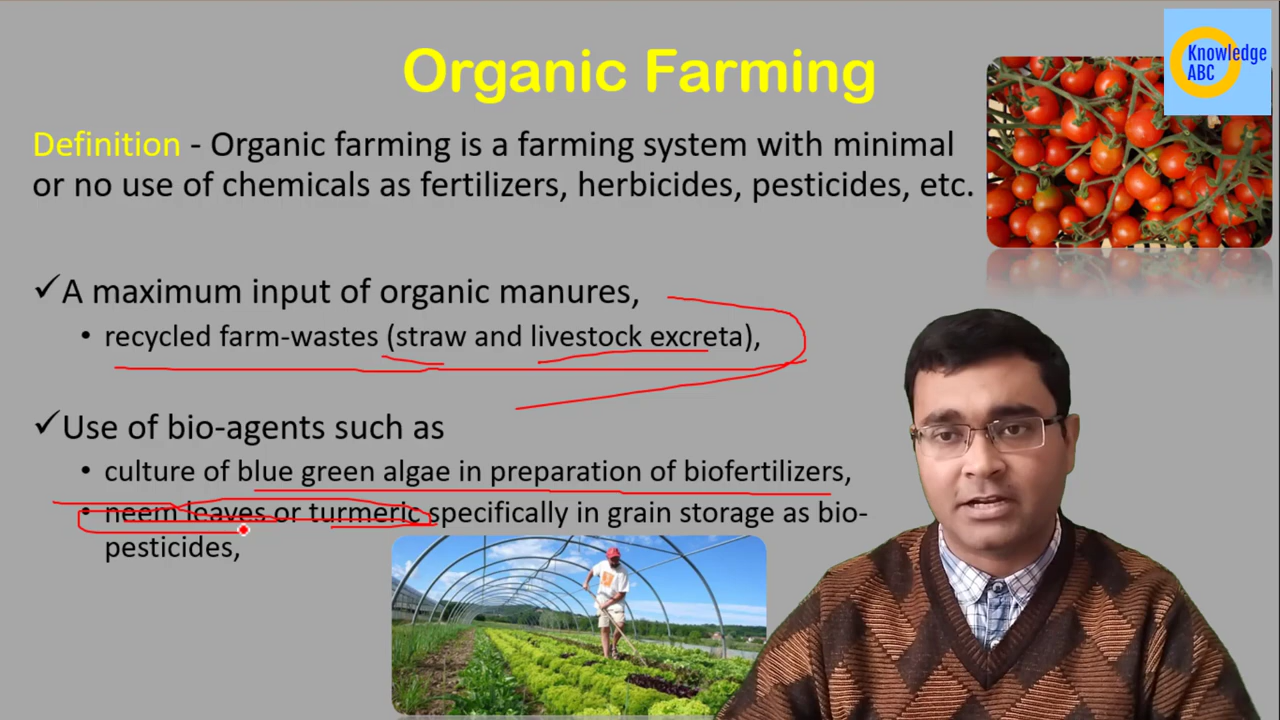 Organic Farming
Knowledge
ABC
Definition - Organic farming is a farming system with minimal
or no use of chemicals as fertilizers, herbicides, pesticides, etc.
✓A maximum input of organic manures,
• recycled farm-wastes (straw and livestock excreta),
✓Use of bio-agents such as
• culture of blue green algae in preparation of biofertilizers,
• neem leaves or turmeric specifically in grain storage as bio-
pesticides,